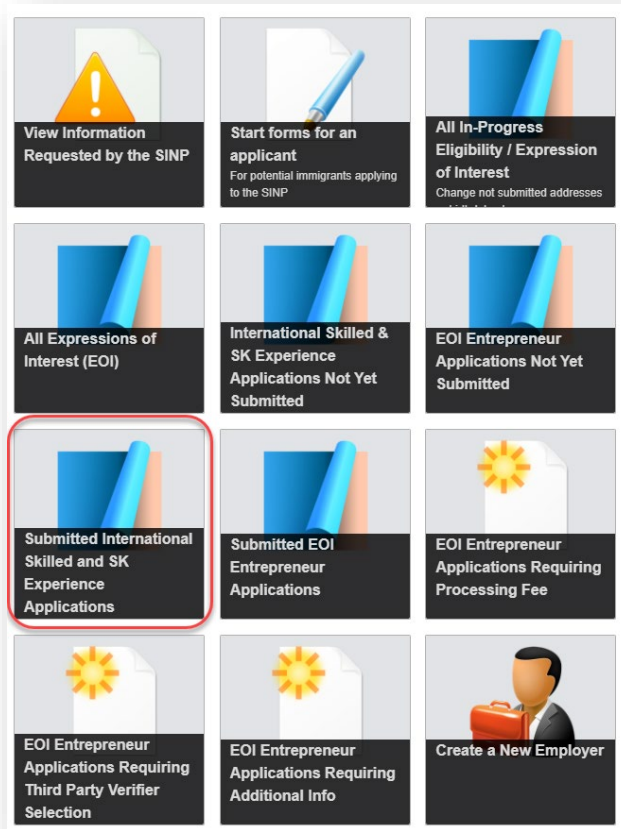 View Information
Requested by the SINP
Start forms for an
applicant
For potential immigrants applying
to the SINP
All In-Progress
Eligibility / Expression
of Interest
Change not submitted addresses
All Expressions of
Interest (EOI)
International Skilled &
SK Experience
Applications Not Yet
Submitted
EOI Entrepreneur
Applications Not Yet
Submitted
Submitted International
Skilled and SK
Experience
Applications
Submitted EOI
Entrepreneur
Applications
EOI Entrepreneur
Applications Requiring
Processing Fee
EOI Entrepreneur
Applications Requiring
Third Party Verifier
Selection
EOI Entrepreneur
Applications Requiring
Additional Info
Create a New Employer